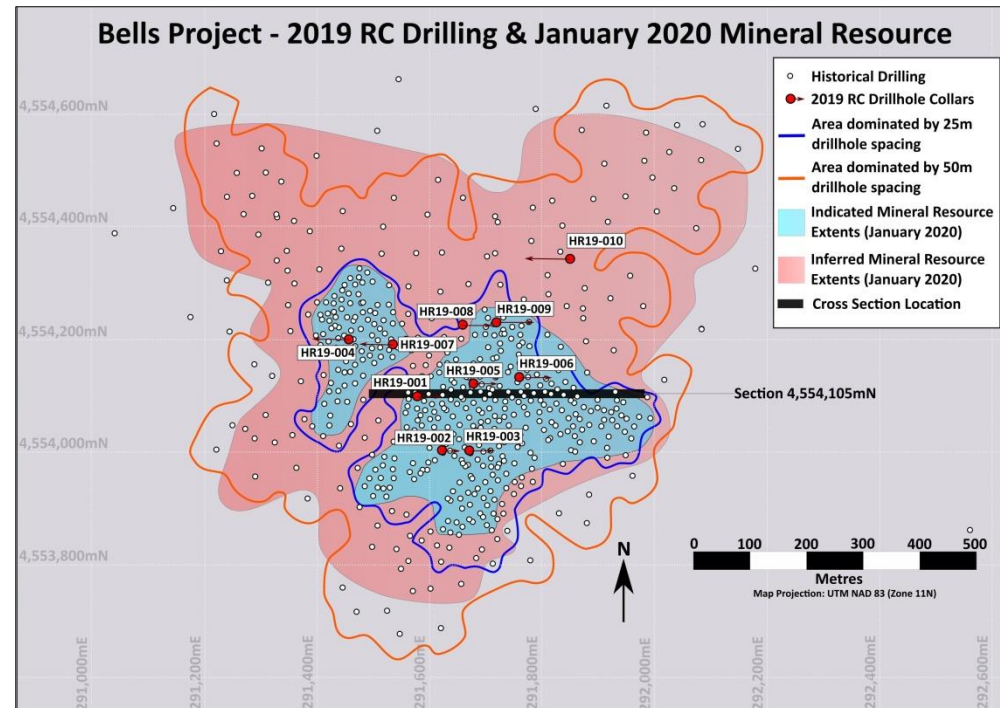 Bells Project - 2019 RC Drilling & January 2020 Mineral Resource
Historical Drilling
2019 RC Drillhole Collars
Area dominated by 25m
drillhole spacing
Area dominated by 50m
drillhole spacing
Indicated Mineral Resource
Extents (January 2020)
Inferred Mineral Resource
Extents (January 2020)
Cross Section Location
4,554,600mN
4,554,400mN
HR19-010
4,554,200mN
HR19-008
HR19-009
HR19-004
HR19-007
HR19-005
HR19-006
HR19-001
Section 4,554,105mN
4,554,000mN
HR19-002
HR19-003
4,553,800mN
N
0 100 200 300 400 500
Metres
Map Projection: UTM NAD 83 (Zone 11N)
291,000mE
291,200mE
291,400mE
291,600mE
291,800mE
292,000mE
292,200mE
292,400mE
292,600mE